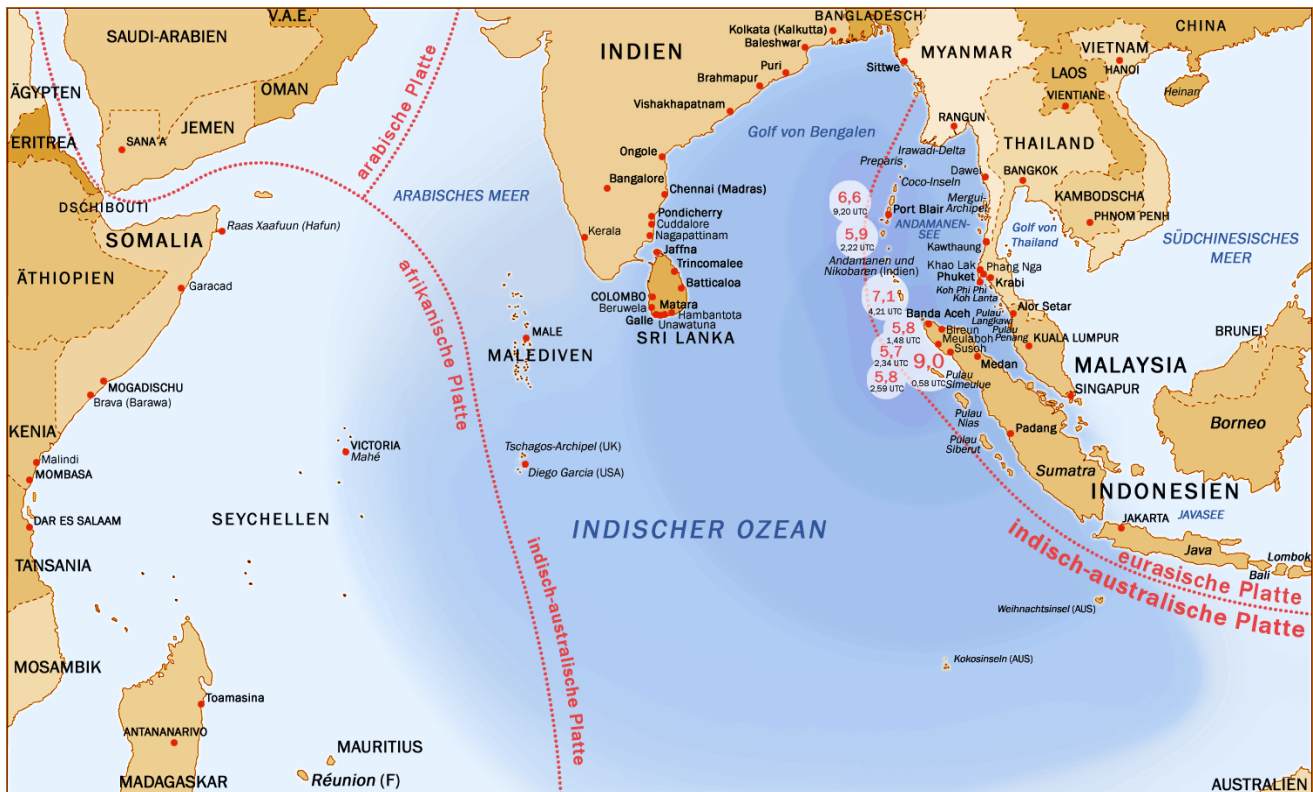 V.A.E.
SAUDI-ARABIEN
ÄGYPTEN
OMAN
ERITREA
JEMEN
SANA'A
DSCHIBOUTI
SOMALIA
Raas Xaafuun (Hafun)
ÄTHIOPIEN
Garacad
MOGADISCHU
Brava (Barawa)
KENIA
Malindi
MOMBASA
DAR ES SALAAM
TANSANIA
MOSAMBIK
Toamasina
ANTANANARIVO
MADAGASKAR
MAURITIUS
Réunion (F)
SEYCHELLEN
VICTORIA
Mahé
arabische Platte
ARABISCHES MEER
afrikanische Platte
indisch-australische Platte
INDIEN
BANGLADESCH
Kolkata (Kalkutta)
Baleshwar
Puri
Brahmapur
Vishakhapatnam
Ongole
Bangalore
Chennai (Madras)
Pondicherry
Cuddalore
Nagapattinam
Kerala
Jaffna
Trincomalee
Batticaloa
COLOMBO
Matara
Beruwela
Hambantota
Galle
Unawatuna
SRI LANKA
MALE
MALEDIVEN
Tschagos-Archipel (UK)
Diego Garcia (USA)
INDISCHER OZEAN
Golf von Bengalen
MYANMAR
Sittwe
RANGUN
Irawadi-Delta
Preparis
Coco-Inseln
Dawei
Mergui-
Archipel
6,6
9,20 UTC
Port Blair
ANDAMANEN-
SEE
5,9
2,22 UTC
Andamanen und
Nikobaren (Indien)
Kawthaung
Khao Lak
Phang Nga
Phuket
Krabi
Koh Phi Phi
Koh Lanta
7,1
4,21 UTC
Banda Aceh
5,8
1,48 UTC
Bireun
Meulaboh
Susoh
5,7
2,34 UTC
9,0
0,58 UTC
5,8
2,59 UTC
Medan
Pulau
Simeulue
Pulau
Nias
Pulau
Siberut
Padang
Sumatra
Alor Setar
Pulau
Langkawi
Pulau
Penang
KUALA LUMPUR
MALAYSIA
SINGAPUR
CHINA
VIETNAM
HANOI
LAOS
VIENTIANE
Heinan
THAILAND
BANGKOK
KAMBODSCHA
PHNOM PENH
Golf von
Thailand
SÜDCHINESISCHES
MEER
BRUNEI
Borneo
INDONESIEN
JAKARTA
JAVASEE
Java
Lombok
Bali
eurasische Platte
indisch-australische Platte
Weihnachtsinsel (AUS)
Kokosinseln (AUS)
AUSTRALIEN